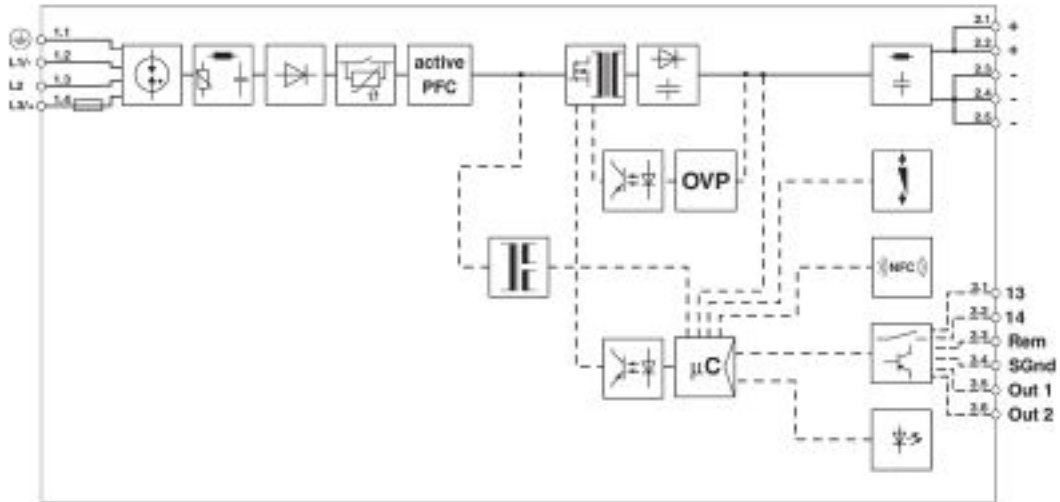 1.1
L1/- 1.2
L2 1.3
L3/+ 1.4
active
PFC
2.1 +
2.2 +
2.3 -
2.4 -
2.5 -
ϑ
OVP
NFC
3.1 13
3.2 14
3.3 Rem
3.4 SGnd
3.5 Out 1
3.6 Out 2
µC